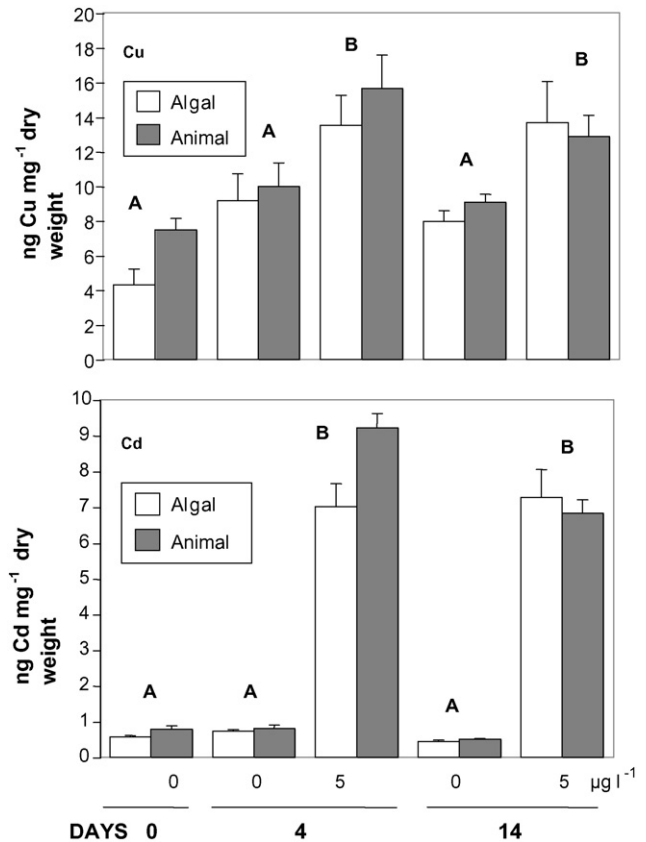 20
18
16
14
12
10
8
6
4
2
0
ng Cu mg⁻¹ dry
weight
Cu
Algal
Animal
A
A
B
A
B
10
9
8
7
6
5
4
3
2
1
0
ng Cd mg⁻¹ dry
weight
Cd
Algal
Animal
A
A
B
A
B
0 0 5 0 5 µg l⁻¹
DAYS 0 4 14